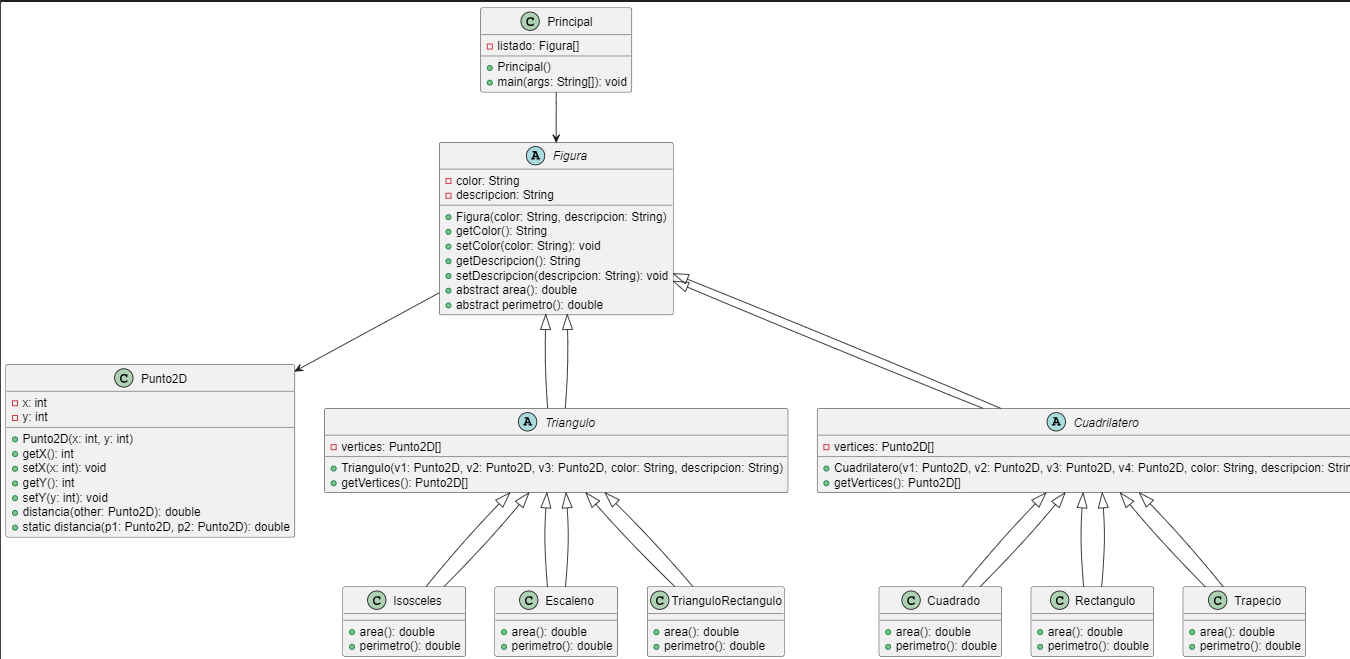 C Principal
listado: Figura[]
Principal()
main(args: String[]): void
A Figura
color: String
descripcion: String
Figura(color: String, descripcion: String)
getColor(): String
setColor(color: String): void
getDescripcion(): String
setDescripcion(descripcion: String): void
abstract area(): double
abstract perimetro(): double
C Punto2D
x: int
y: int
Punto2D(x: int, y: int)
getX(): int
setX(x: int): void
getY(): int
setY(y: int): void
distancia(other: Punto2D): double
static distancia(p1: Punto2D, p2: Punto2D): double
A Triangulo
vertices: Punto2D[]
Triangulo(v1: Punto2D, v2: Punto2D, v3: Punto2D, color: String, descripcion: String)
getVertices(): Punto2D[]
A Cuadrilatero
vertices: Punto2D[]
Cuadrilatero(v1: Punto2D, v2: Punto2D, v3: Punto2D, v4: Punto2D, color: String, descripcion: Strin
getVertices(): Punto2D[]
C Isosceles
area(): double
perimetro(): double
C Escaleno
area(): double
perimetro(): double
C TrianguloRectangulo
area(): double
perimetro(): double
C Cuadrado
area(): double
perimetro(): double
C Rectangulo
area(): double
perimetro(): double
C Trapecio
area(): double
perimetro(): double